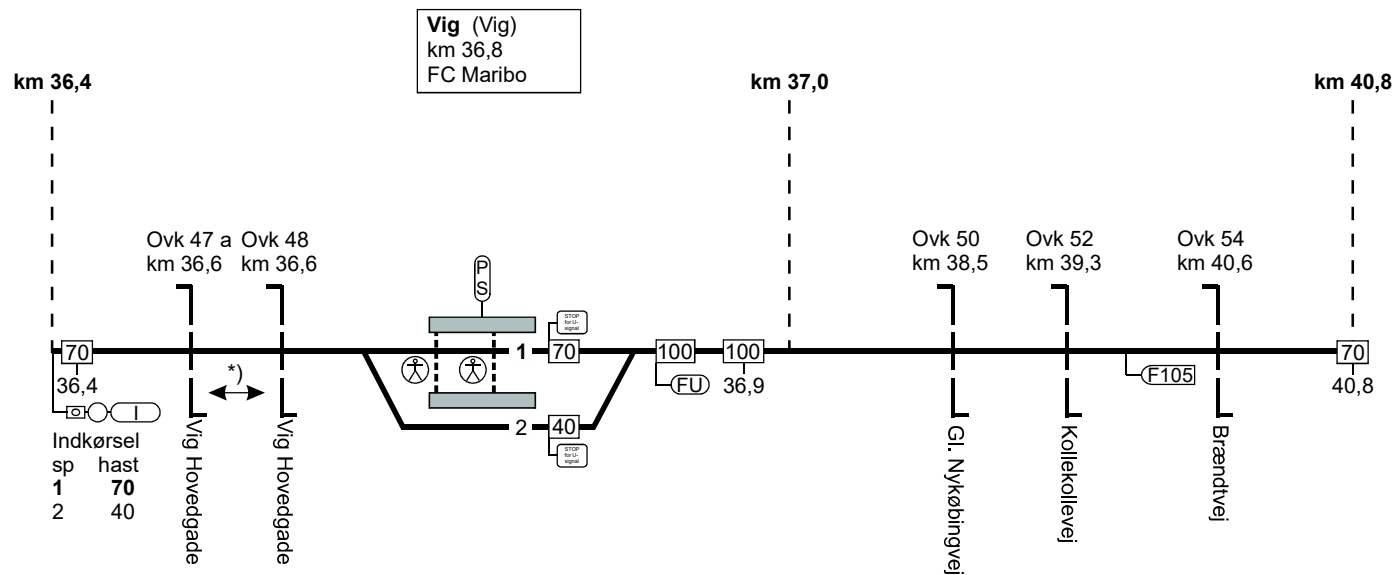 Vig (Vig)
km 36,8
FC Maribo
km 36,4
km 37,0
km 40,8
Ovk 47 a
km 36,6
Ovk 48
km 36,6
Ovk 50
km 38,5
Ovk 52
km 39,3
Ovk 54
km 40,6
P
S
STOP
for U-
signal
70
1
70
100
100
70
36,4
*)
FU
36,9
F105
40,8
I
2
40
STOP
for U-
signal
Indkørsel
sp hast
1 70
2 40
Vig Hovedgade
Vig Hovedgade
Gl. Nykøbingvej
Kollekollevej
Brændtvej